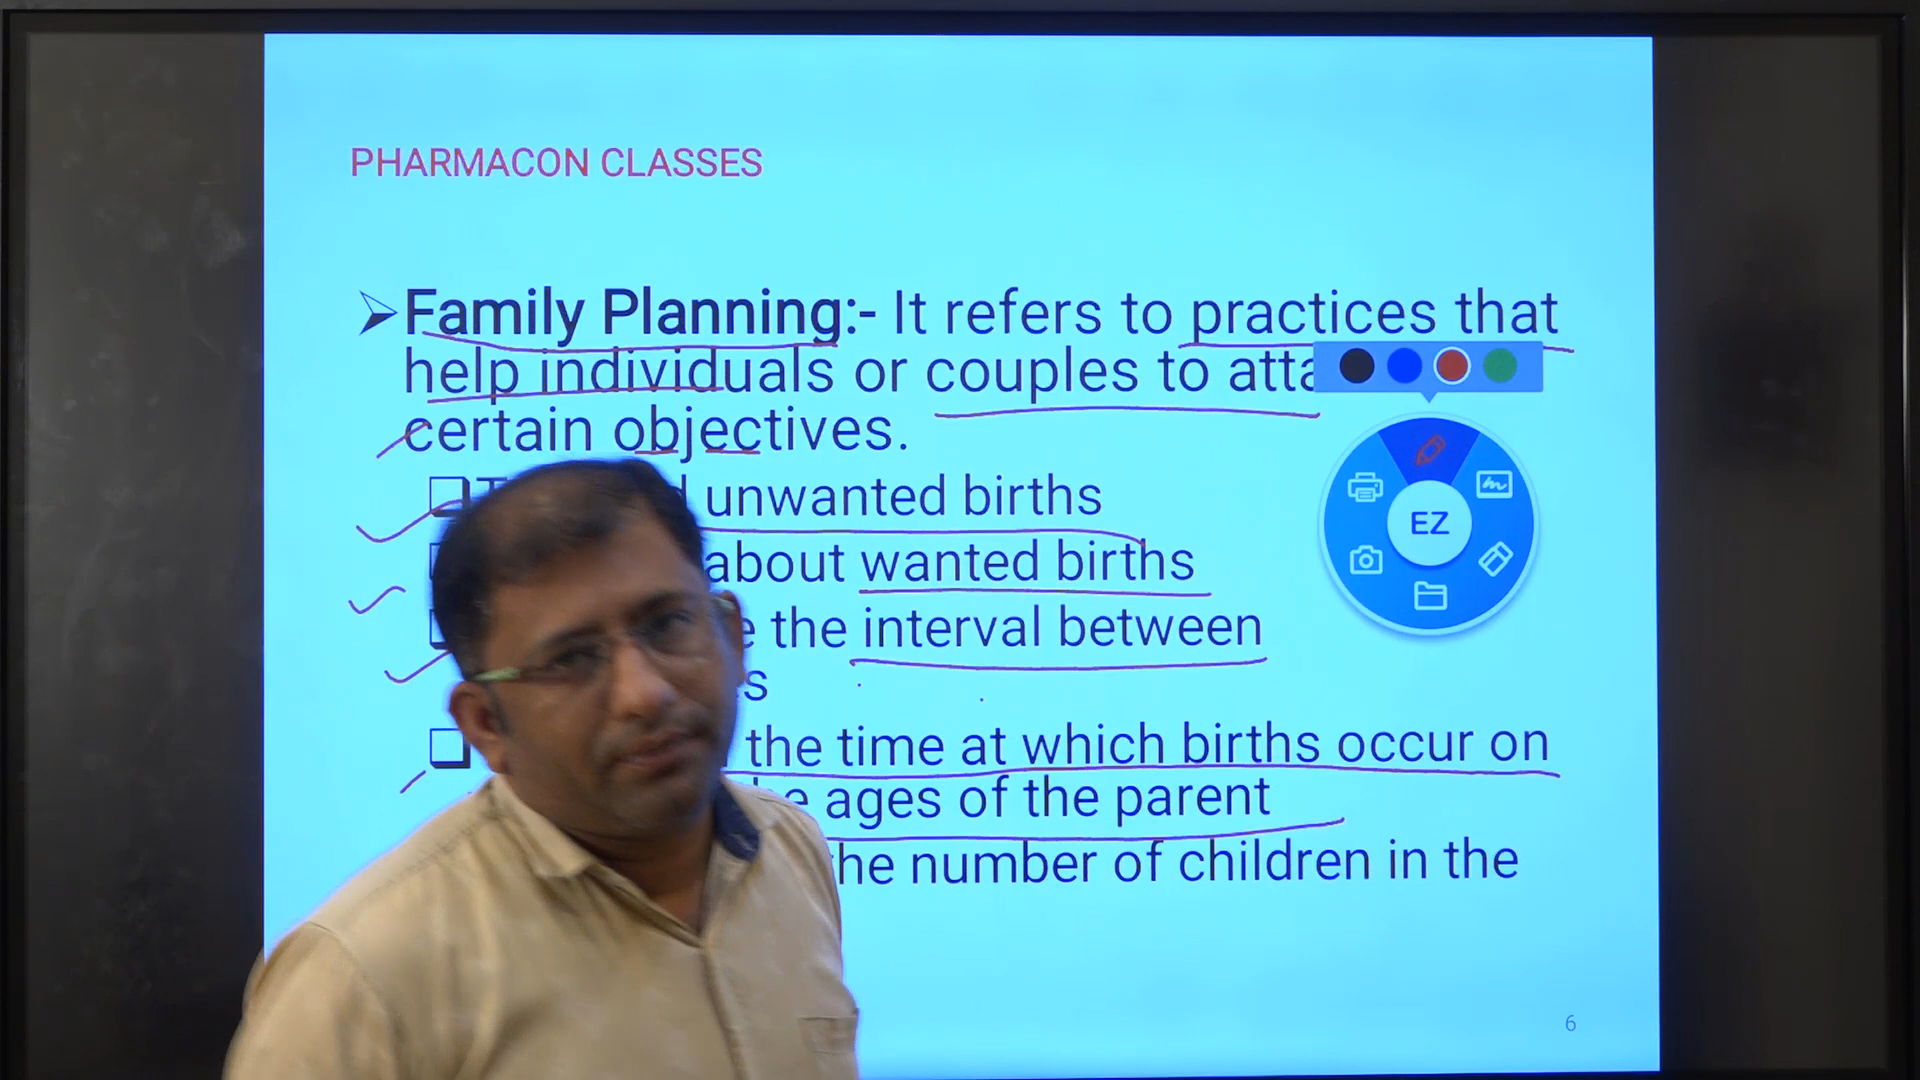 PHARMACON CLASSES
Family Planning:- It refers to practices that
help individuals or couples to atta
certain objectives.
unwanted births
about wanted births
the interval between
the time at which births occur on
ages of the parent
the number of children in the
EZ
6